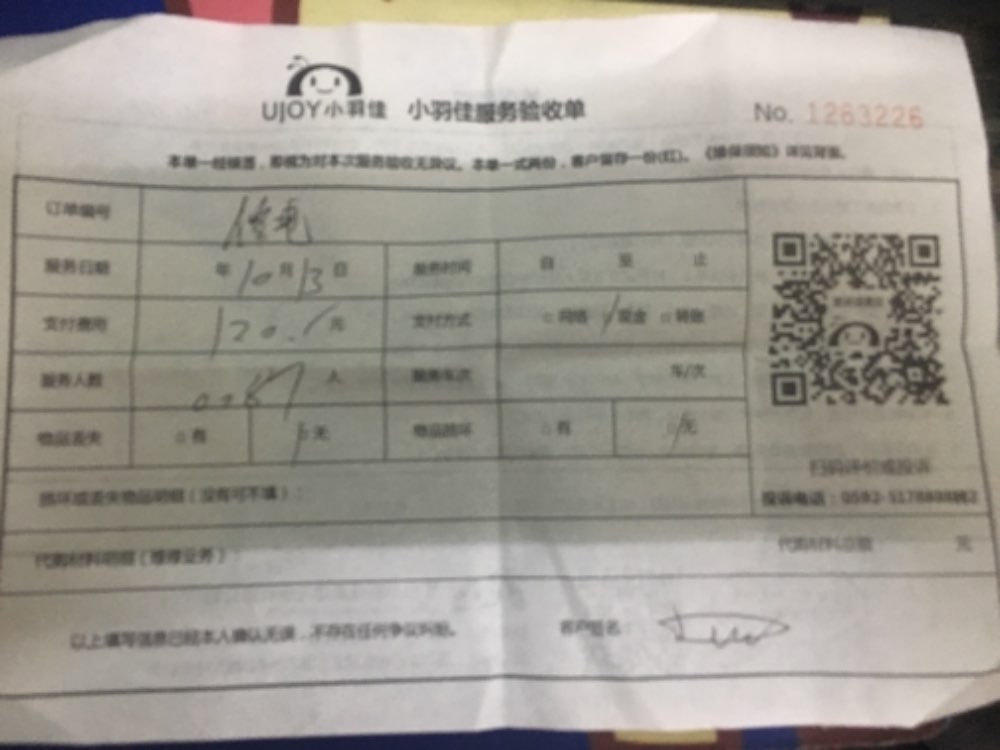 UJOY小羽佳 小羽佳服务验收单
No. 1263226
本单一经确签，即视为对本次服务验收无异议。本单一式两份，客户留存一份(红)。《维保须知》详见背面。
订单编号
服务日期 年 10 月 13 日 服务时间 自 至 止
支付费用 120. 元 支付方式 网络 现金 转账
服务人数 人 服务车次 车/次
物品丢失 有 无 物品损坏 有 无
扫码评价或投诉
损坏或丢失物品明细（没有可不填）：
投诉电话：0592-5178888
代购材料明细（维修业务）： 代购材料总额 元
以上填写信息已经本人确认无误，不存在任何争议纠纷。 客户签名